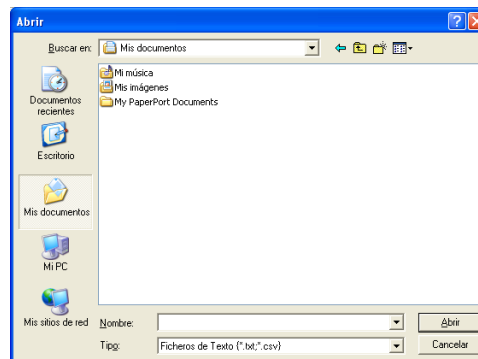 Abrir
Buscar en: Mis documentos
Mi música
Mis imágenes
My PaperPort Documents
Documentos
recientes
Escritorio
Mis documentos
Mi PC
Mis sitios de red
Nombre: Abrir
Tipo: Ficheros de Texto {*.txt;*.csv} Cancelar